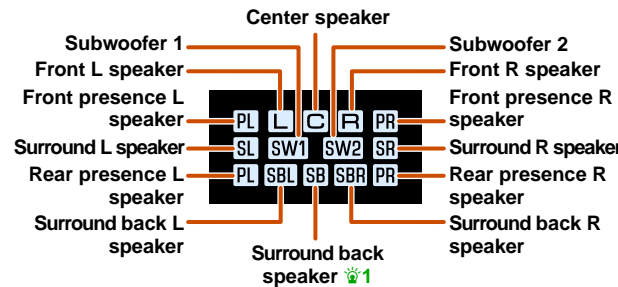 Center speaker
Subwoofer 1
Subwoofer 2
Front L speaker
Front R speaker
Front presence L
speaker
Front presence R
speaker
PL L C R PR
Surround L speaker
SL SW1 SW2 SR
Surround R speaker
Rear presence L
speaker
PL SBL SB SBR PR
Rear presence R
speaker
Surround back L
speaker
Surround back R
speaker
Surround back
speaker 1